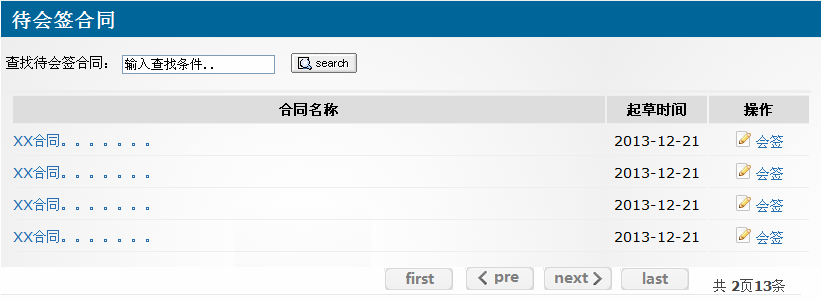 待会签合同
查找待会签合同： 输入查找条件.. search
合同名称 起草时间 操作
XX合同。。。。。。。 2013-12-21 会签
XX合同。。。。。。。 2013-12-21 会签
XX合同。。。。。。。 2013-12-21 会签
XX合同。。。。。。。 2013-12-21 会签
first pre next last 共 2页13条